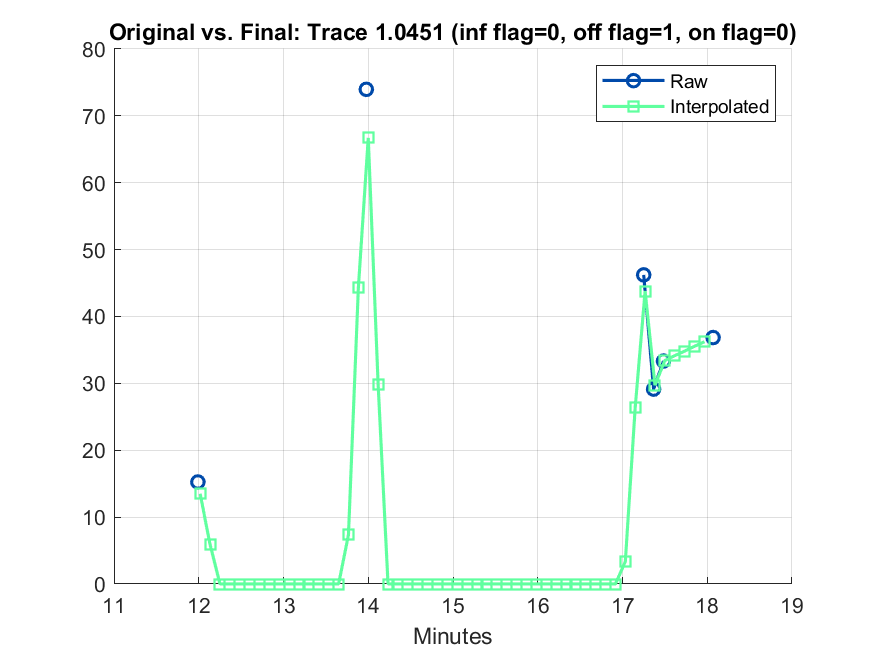 Original vs. Final: Trace 1.0451 (inf flag=0, off flag=1, on flag=0)
80
70
60
50
40
30
20
10
0
Raw
Interpolated
11 12 13 14 15 16 17 18 19
Minutes